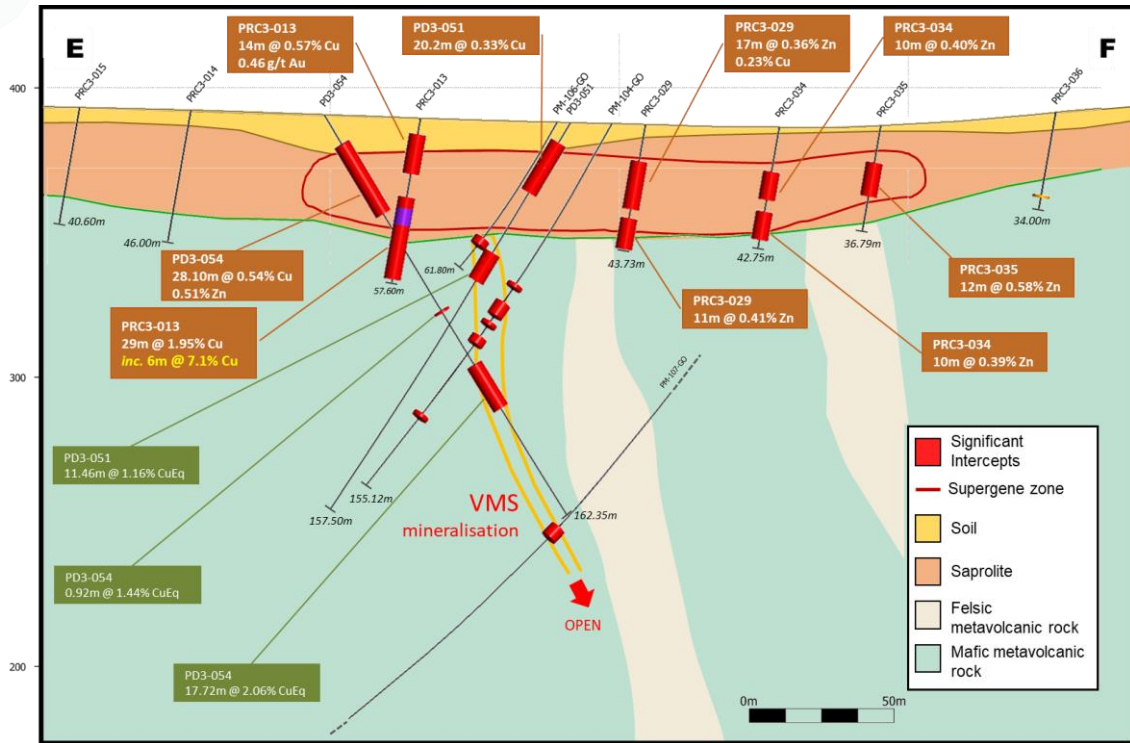 E
F
PRC3-013
14m @ 0.57% Cu
0.46 g/t Au
PD3-051
20.2m @ 0.33% Cu
PRC3-029
17m @ 0.36% Zn
0.23% Cu
PRC3-034
10m @ 0.40% Zn
PRC3-015
PRC3-014
PD3-054
PRC3-013
PM-106-GO
PD3-051
PM-104-GO
PRC3-029
PRC3-034
PRC3-035
PRC3-036
400
300
200
40.60m
46.00m
57.60m
61.80m
43.73m
42.75m
36.79m
34.00m
PD3-054
28.10m @ 0.54% Cu
0.51% Zn
PRC3-013
29m @ 1.95% Cu
inc. 6m @ 7.1% Cu
PRC3-029
11m @ 0.41% Zn
PRC3-035
12m @ 0.58% Zn
PRC3-034
10m @ 0.39% Zn
PM-107-GO
PD3-051
11.46m @ 1.16% CuEq
PD3-054
0.92m @ 1.44% CuEq
PD3-054
17.72m @ 2.06% CuEq
157.50m
155.12m
162.35m
VMS
mineralisation
OPEN
Significant
Intercepts
Supergene zone
Soil
Saprolite
Felsic
metavolcanic rock
Mafic metavolcanic
rock
0m
50m